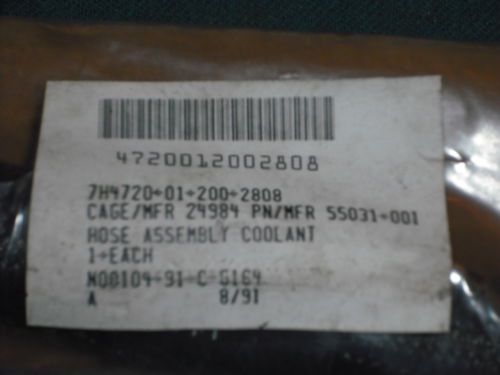 4720012002808
7H4720-01-200-2808
CAGE/MFR 24984 PN/MFR 55031-001
HOSE ASSEMBLY COOLANT
1-EACH
N00104-91-C-G164
A 8/91